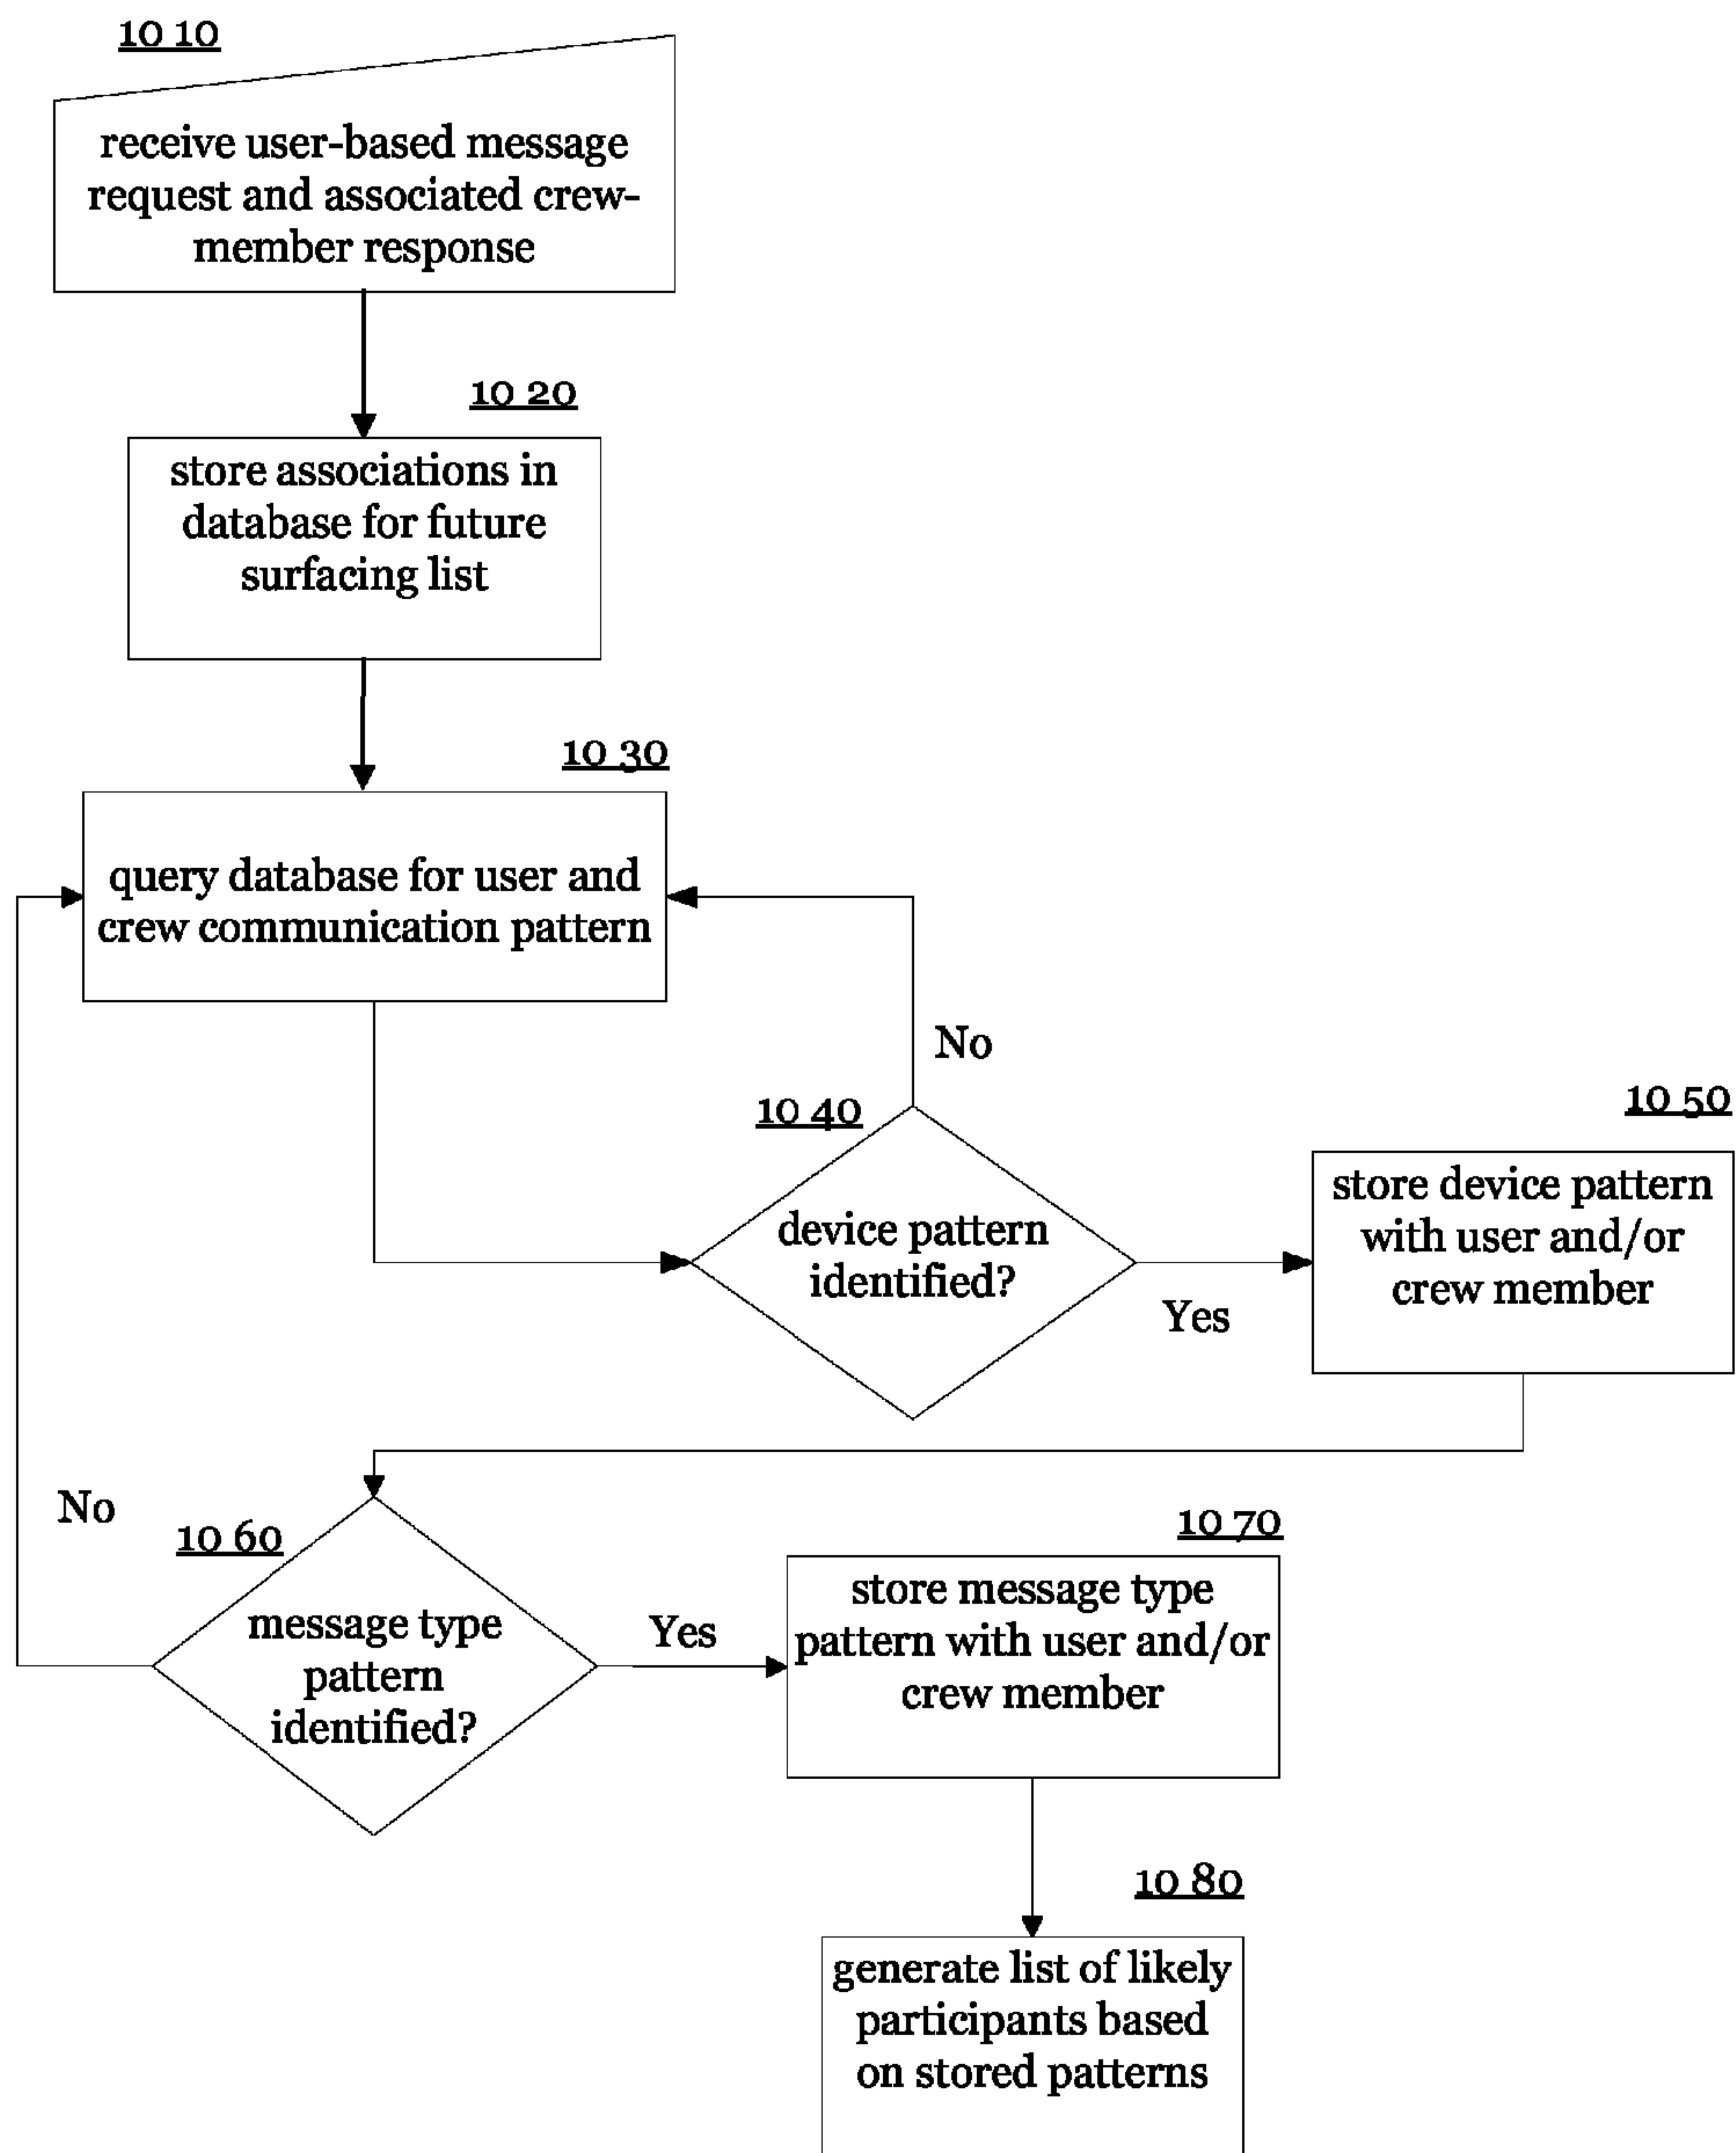 10 10
receive user-based message
request and associated crew-
member response
10 20
store associations in
database for future
surfacing list
10 30
query database for user and
crew communication pattern
No
10 40
device pattern
identified?
Yes
10 50
store device pattern
with user and/or
crew member
No
10 60
message type
pattern
identified?
Yes
10 70
store message type
pattern with user and/or
crew member
10 80
generate list of likely
participants based
on stored patterns